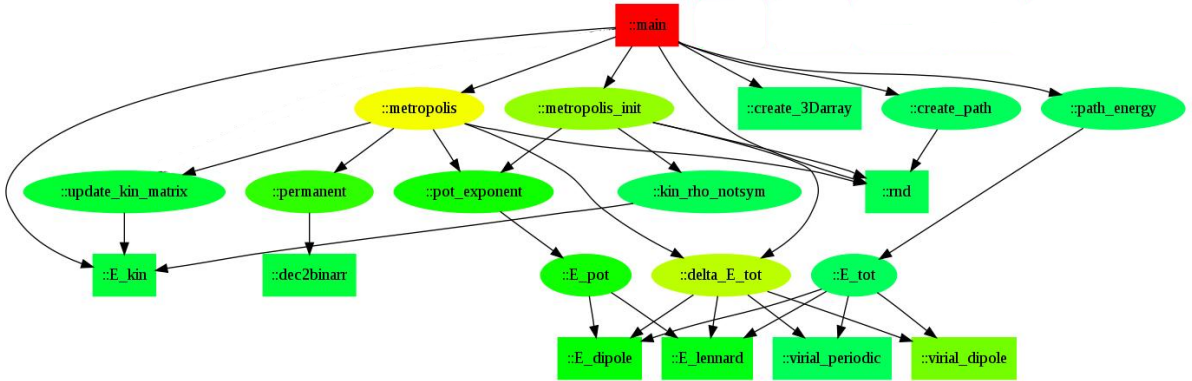 ::main
::metropolis
::metropolis_init
::create_3Darray
::create_path
::path_energy
::update_kin_matrix
::permanent
::pot_exponent
::kin_rho_notsym
::rnd
::E_kin
::dec2binarr
::E_pot
::delta_E_tot
::E_tot
::E_dipole
::E_lennard
::virial_periodic
::virial_dipole